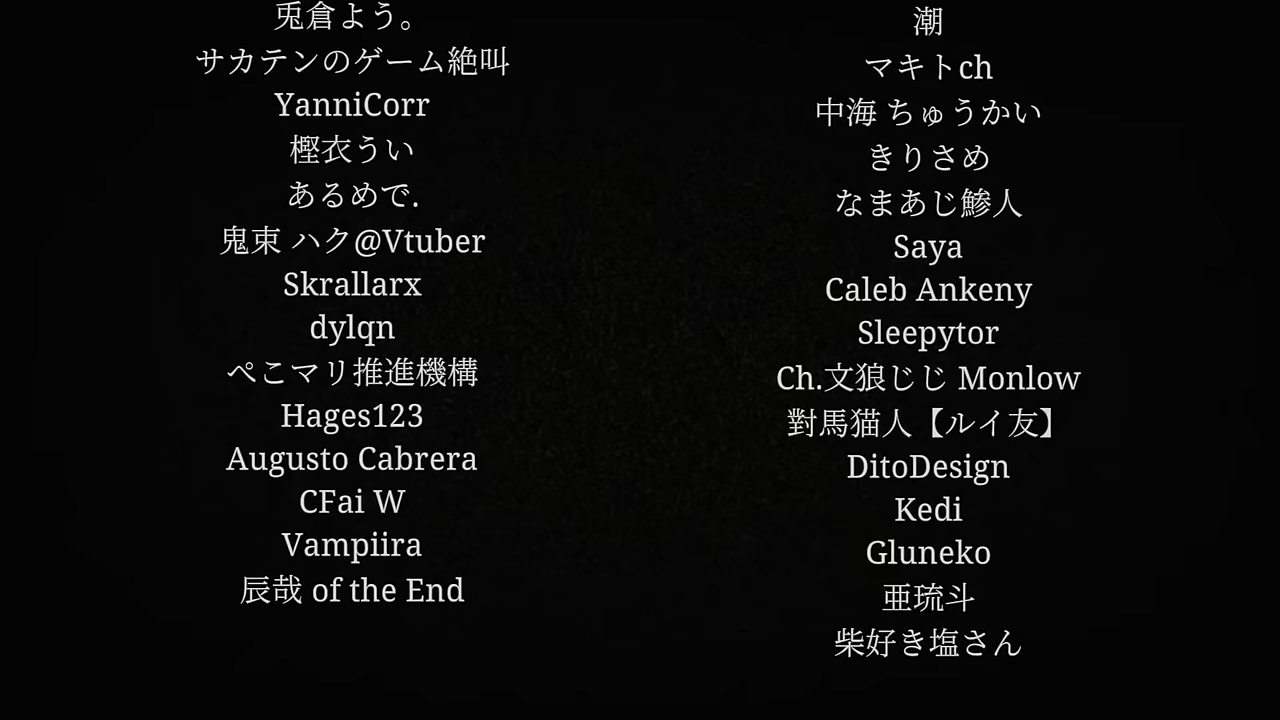 兎倉よう。
サカテンのゲーム絶叫
YanniCorr
樫衣うい
あるめで.
鬼束 ハク@Vtuber
Skrallarx
dylqn
ぺこマリ推進機構
Hages123
Augusto Cabrera
CFai W
Vampiira
辰哉 of the End
潮
マキトch
中海 ちゅうかい
きりさめ
なまあじ鯵人
Saya
Caleb Ankeny
Sleepytor
Ch.文狼じじ Monlow
對馬猫人【ルイ友】
DitoDesign
Kedi
Gluneko
亜琉斗
柴好き塩さん